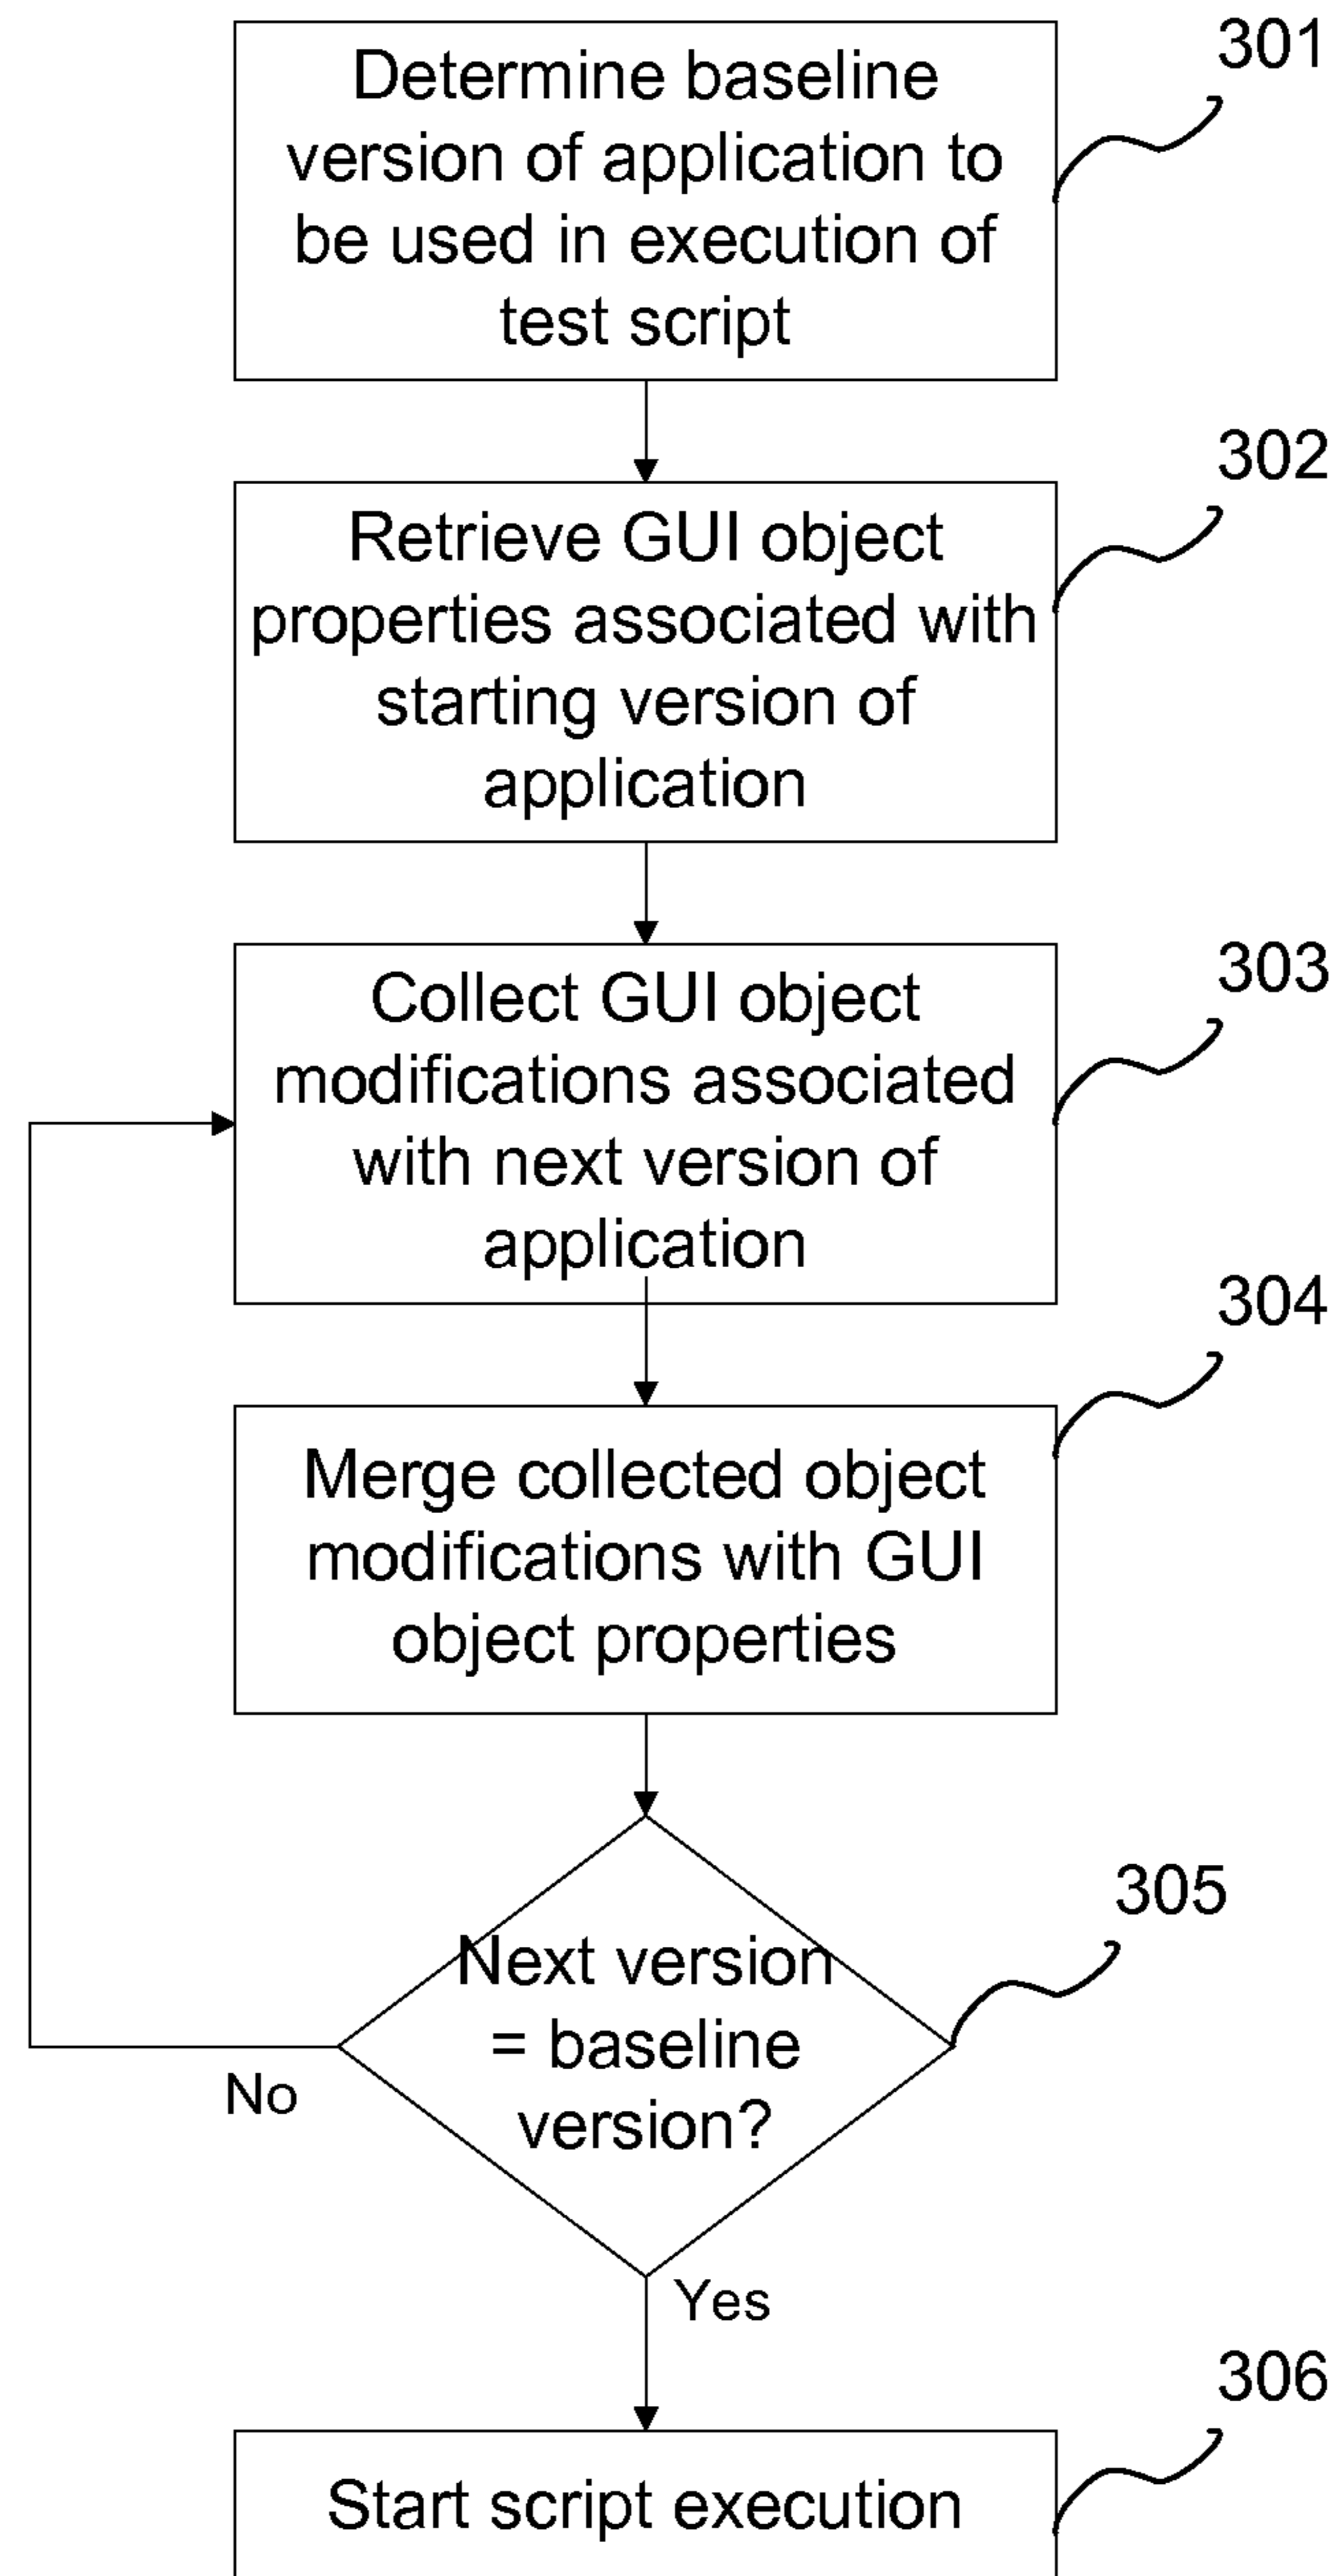 Determine baseline
version of application to
be used in execution of
test script
301
Retrieve GUI object
properties associated with
starting version of
application
302
Collect GUI object
modifications associated
with next version of
application
303
Merge collected object
modifications with GUI
object properties
304
Next version
= baseline
version?
305
No
Yes
Start script execution
306